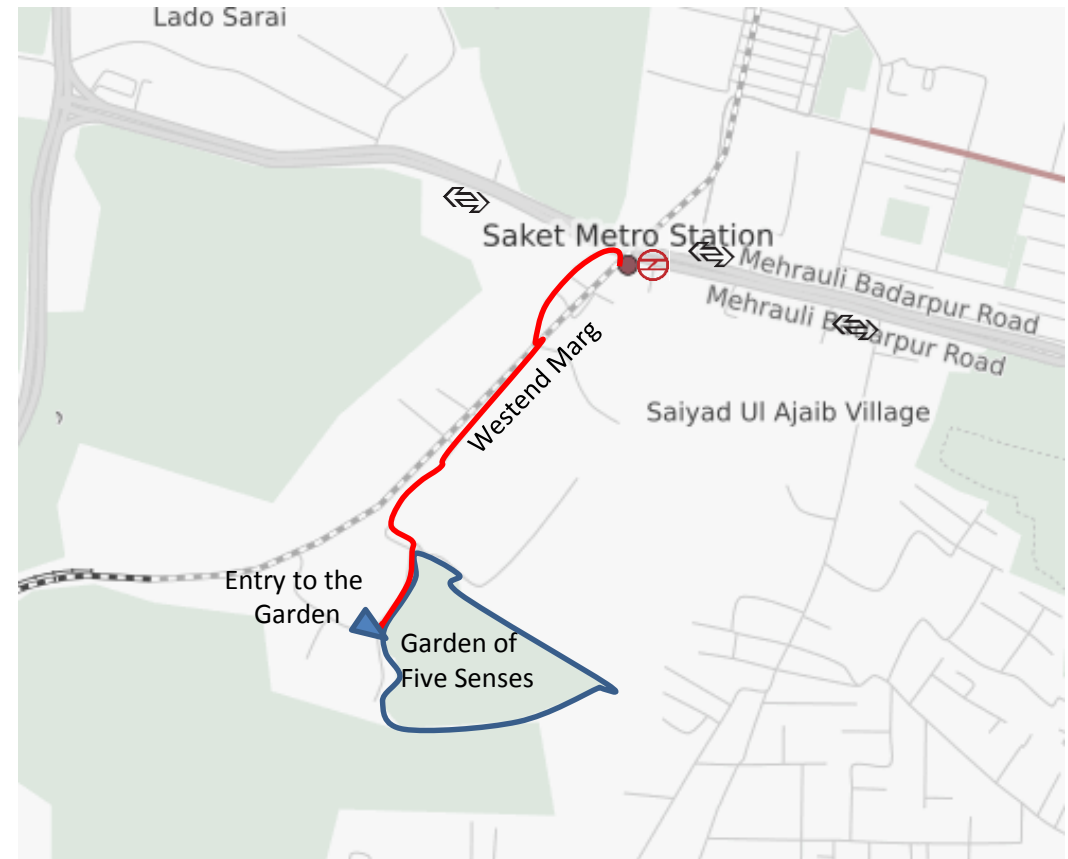 Lado Sarai
Saket Metro Station
Mehrauli Badarpur Road
Mehrauli Badarpur Road
Westend Marg
Saiyad Ul Ajaib Village
Entry to the
Garden
Garden of
Five Senses